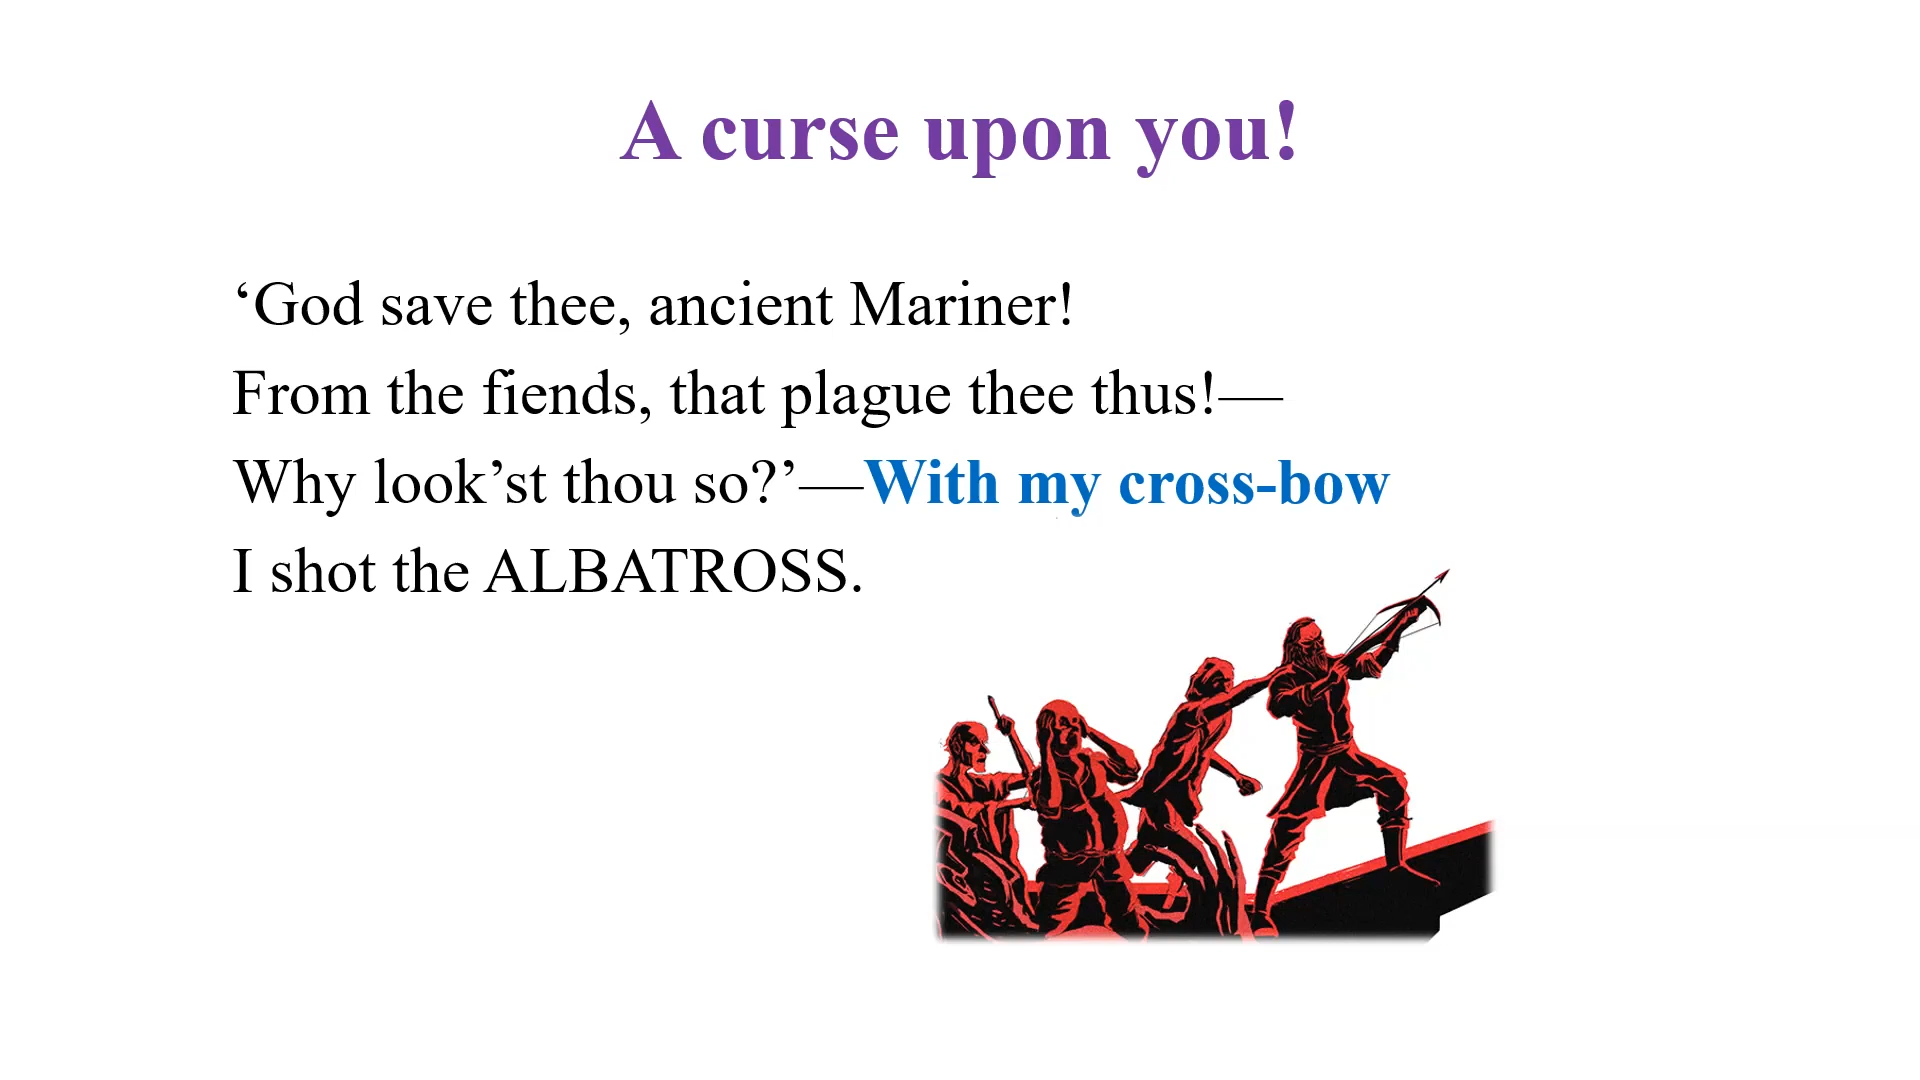 A curse upon you!
‘God save thee, ancient Mariner!
From the fiends, that plague thee thus!—
Why look’st thou so?’—With my cross-bow
I shot the ALBATROSS.